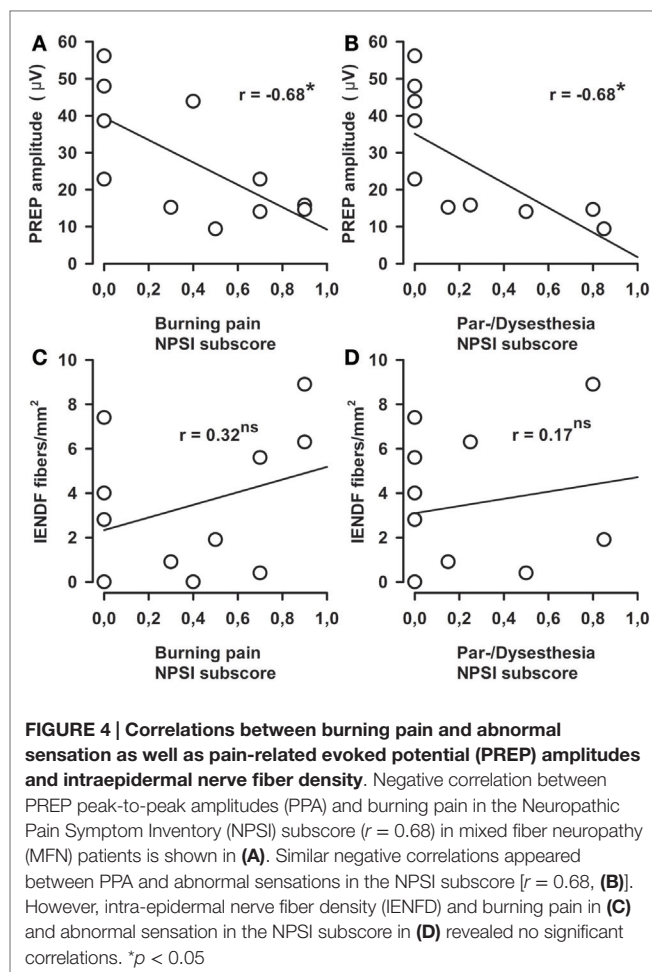 A
B
60
50
40
30
20
10
0
PREP amplitude ( µV)
r = -0.68*
0,0 0,2 0,4 0,6 0,8 1,0
Burning pain
NPSI subscore
60
50
40
30
20
10
0
PREP amplitude (µV)
r = -0.68*
0,0 0,2 0,4 0,6 0,8 1,0
Par-/Dysesthesia
NPSI subscore
C
D
10
8
6
4
2
0
IENDF fibers/mm²
r = 0.32ns
0,0 0,2 0,4 0,6 0,8 1,0
Burning pain
NPSI subscore
10
8
6
4
2
0
IENDF fibers/mm²
r = 0.17ns
0,0 0,2 0,4 0,6 0,8 1,0
Par-/Dysesthesia
NPSI subscore
FIGURE 4 | Correlations between burning pain and abnormal
sensation as well as pain-related evoked potential (PREP) amplitudes
and intraepidermal nerve fiber density. Negative correlation between
PREP peak-to-peak amplitudes (PPA) and burning pain in the Neuropathic
Pain Symptom Inventory (NPSI) subscore (r = 0.68) in mixed fiber neuropathy
(MFN) patients is shown in (A). Similar negative correlations appeared
between PPA and abnormal sensations in the NPSI subscore [r = 0.68, (B)].
However, intra-epidermal nerve fiber density (IENFD) and burning pain in (C)
and abnormal sensation in the NPSI subscore in (D) revealed no significant
correlations. *p < 0.05